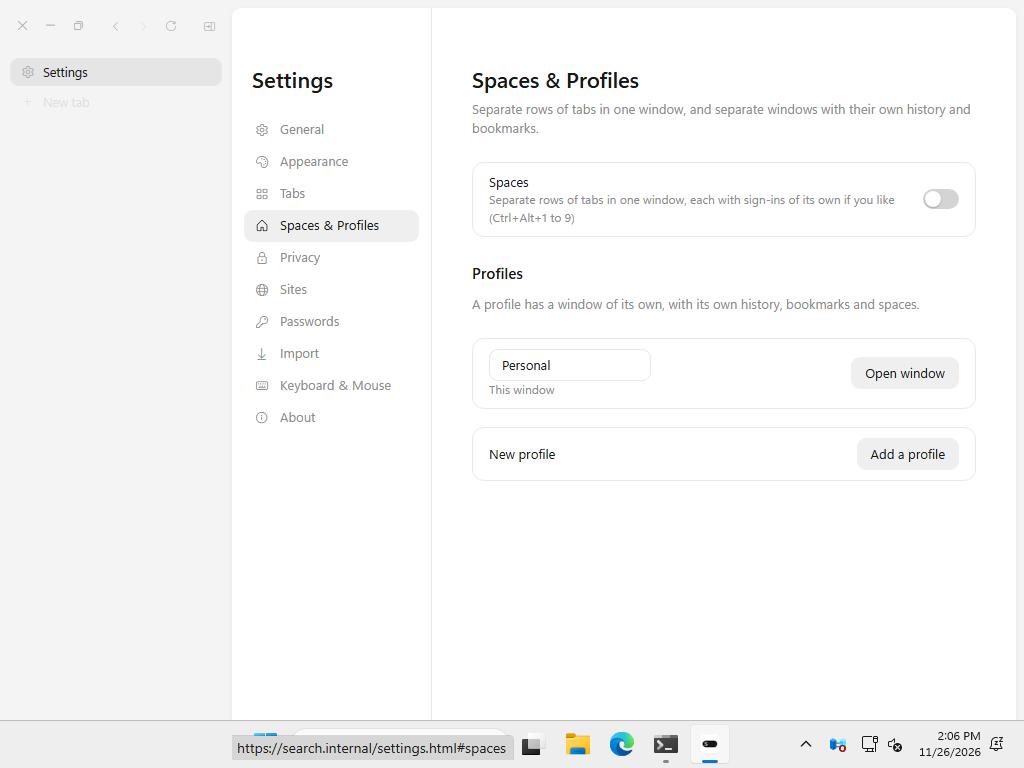 Settings
New tab
Settings
General
Appearance
Tabs
Spaces & Profiles
Privacy
Sites
Passwords
Import
Keyboard & Mouse
About
Spaces & Profiles
Separate rows of tabs in one window, and separate windows with their own history and
bookmarks.
Spaces
Separate rows of tabs in one window, each with sign-ins of its own if you like
(Ctrl+Alt+1 to 9)
Profiles
A profile has a window of its own, with its own history, bookmarks and spaces.
Personal
This window
Open window
New profile
Add a profile
https://search.internal/settings.html#spaces
2:06 PM
11/26/2026